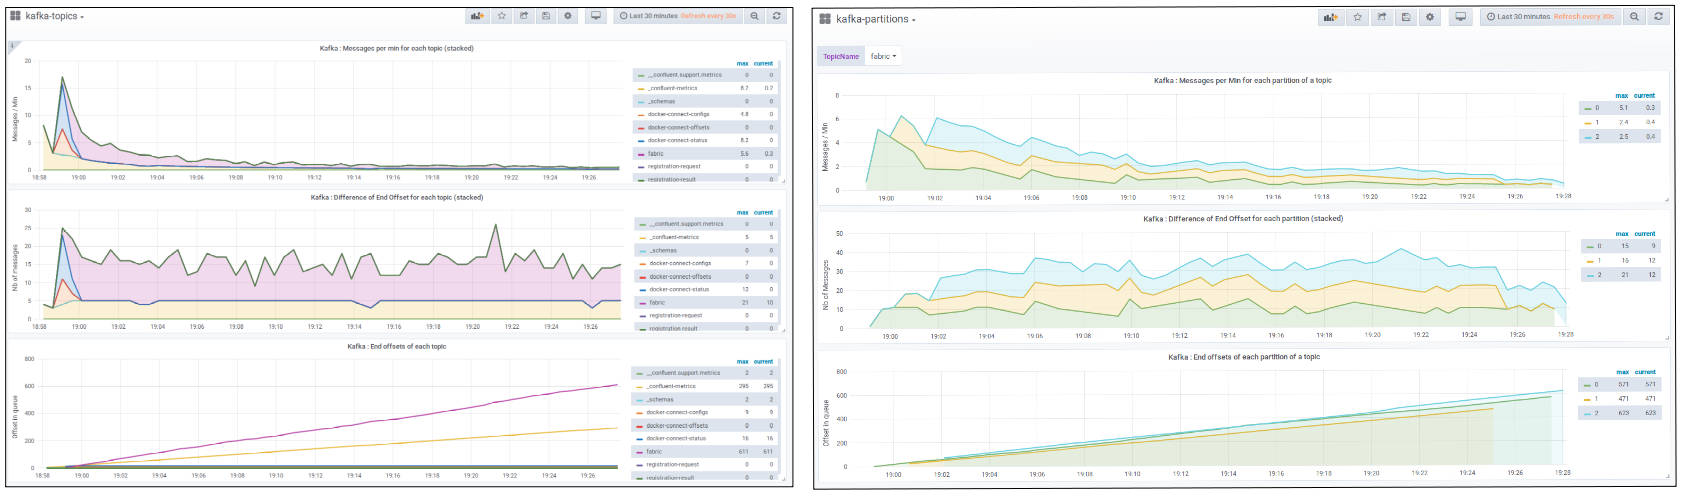 kafka-topics
Last 30 minutes Refresh every 30s
Kafka : Messages per min for each topic (stacked)
Messages / Min
20
15
10
5
0
18:58 19:00 19:02 19:04 19:06 19:08 19:10 19:12 19:14 19:16 19:18 19:20 19:22 19:24 19:26
max current
__confluent.support.metrics 0 0
_confluent-metrics 8.2 0.2
_schemas 0 0
docker-connect-configs 4.8 0
docker-connect-offsets 0 0
docker-connect-status 8.2 0
fabric 5.6 0.3
registration-request 0 0
registration-result 0 0
Kafka : Difference of End Offset for each topic (stacked)
Nb of messages
30
25
20
15
10
5
0
18:58 19:00 19:02 19:04 19:06 19:08 19:10 19:12 19:14 19:16 19:18 19:20 19:22 19:24 19:26
max current
__confluent.support.metrics 0 0
_confluent-metrics 5 5
_schemas 0 0
docker-connect-configs 7 0
docker-connect-offsets 0 0
docker-connect-status 12 0
fabric 21 10
registration-request 0 0
registration-result 0 0
Kafka : End offsets of each topic
Offset in queue
800
600
400
200
0
18:58 19:00 19:02 19:04 19:06 19:08 19:10 19:12 19:14 19:16 19:18 19:20 19:22 19:24 19:26
max current
__confluent.support.metrics 2 2
_confluent-metrics 295 295
_schemas 2 2
docker-connect-configs 9 9
docker-connect-offsets 0 0
docker-connect-status 16 16
fabric 611 611
registration-request 0 0
registration-result 0 0
kafka-partitions
Last 30 minutes Refresh every 30s
TopicName fabric
Kafka : Messages per Min for each partition of a topic
Messages / Min
8
6
4
2
0
19:00 19:02 19:04 19:06 19:08 19:10 19:12 19:14 19:16 19:18 19:20 19:22 19:24 19:26 19:28
max current
0 5.1 0.3
1 2.4 0.4
2 2.5 0.4
Kafka : Difference of End Offset for each partition (stacked)
Nb of Messages
50
40
30
20
10
0
19:00 19:02 19:04 19:06 19:08 19:10 19:12 19:14 19:16 19:18 19:20 19:22 19:24 19:26 19:28
max current
0 15 9
1 16 12
2 21 12
Kafka : End offsets of each partition of a topic
Offset in queue
800
600
400
200
0
19:00 19:02 19:04 19:06 19:08 19:10 19:12 19:14 19:16 19:18 19:20 19:22 19:24 19:26 19:28
max current
0 571 571
1 471 471
2 623 623